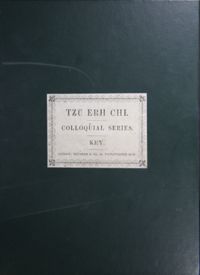 TZŬ ERH CHI.
COLLOQUIAL SERIES.
KEY.